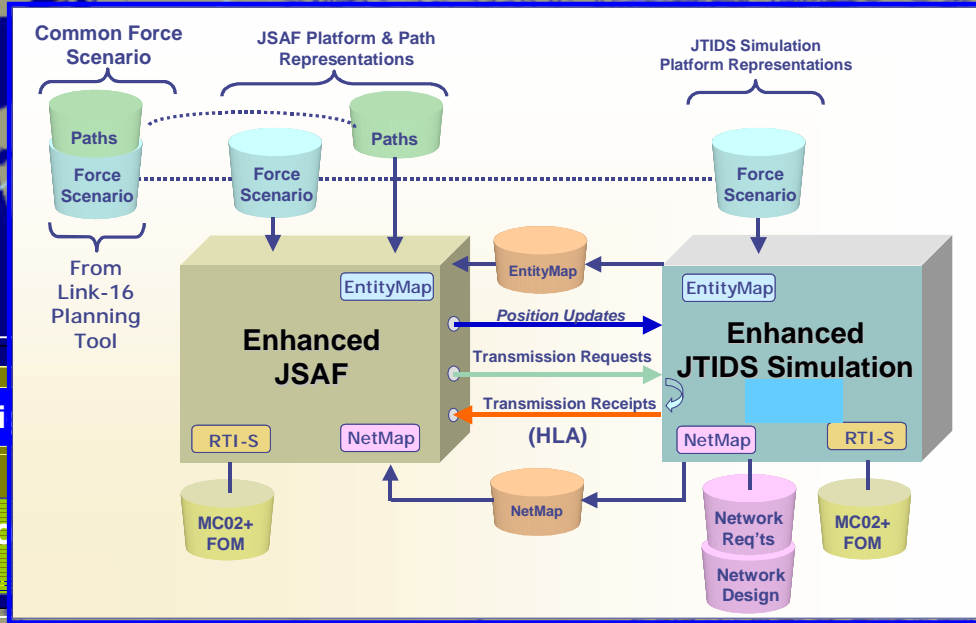 Common Force
Scenario
JSAF Platform & Path
Representations
JTIDS Simulation
Platform Representations
Paths
Force
Scenario
Force
Scenario
Paths
Force
Scenario
From
Link-16
Planning
Tool
EntityMap
EntityMap
EntityMap
Enhanced
JSAF
Position Updates
Transmission Requests
Transmission Receipts
(HLA)
Enhanced
JTIDS Simulation
RTI-S
NetMap
NetMap
RTI-S
MC02+
FOM
NetMap
Network
Req'ts
Network
Design
MC02+
FOM